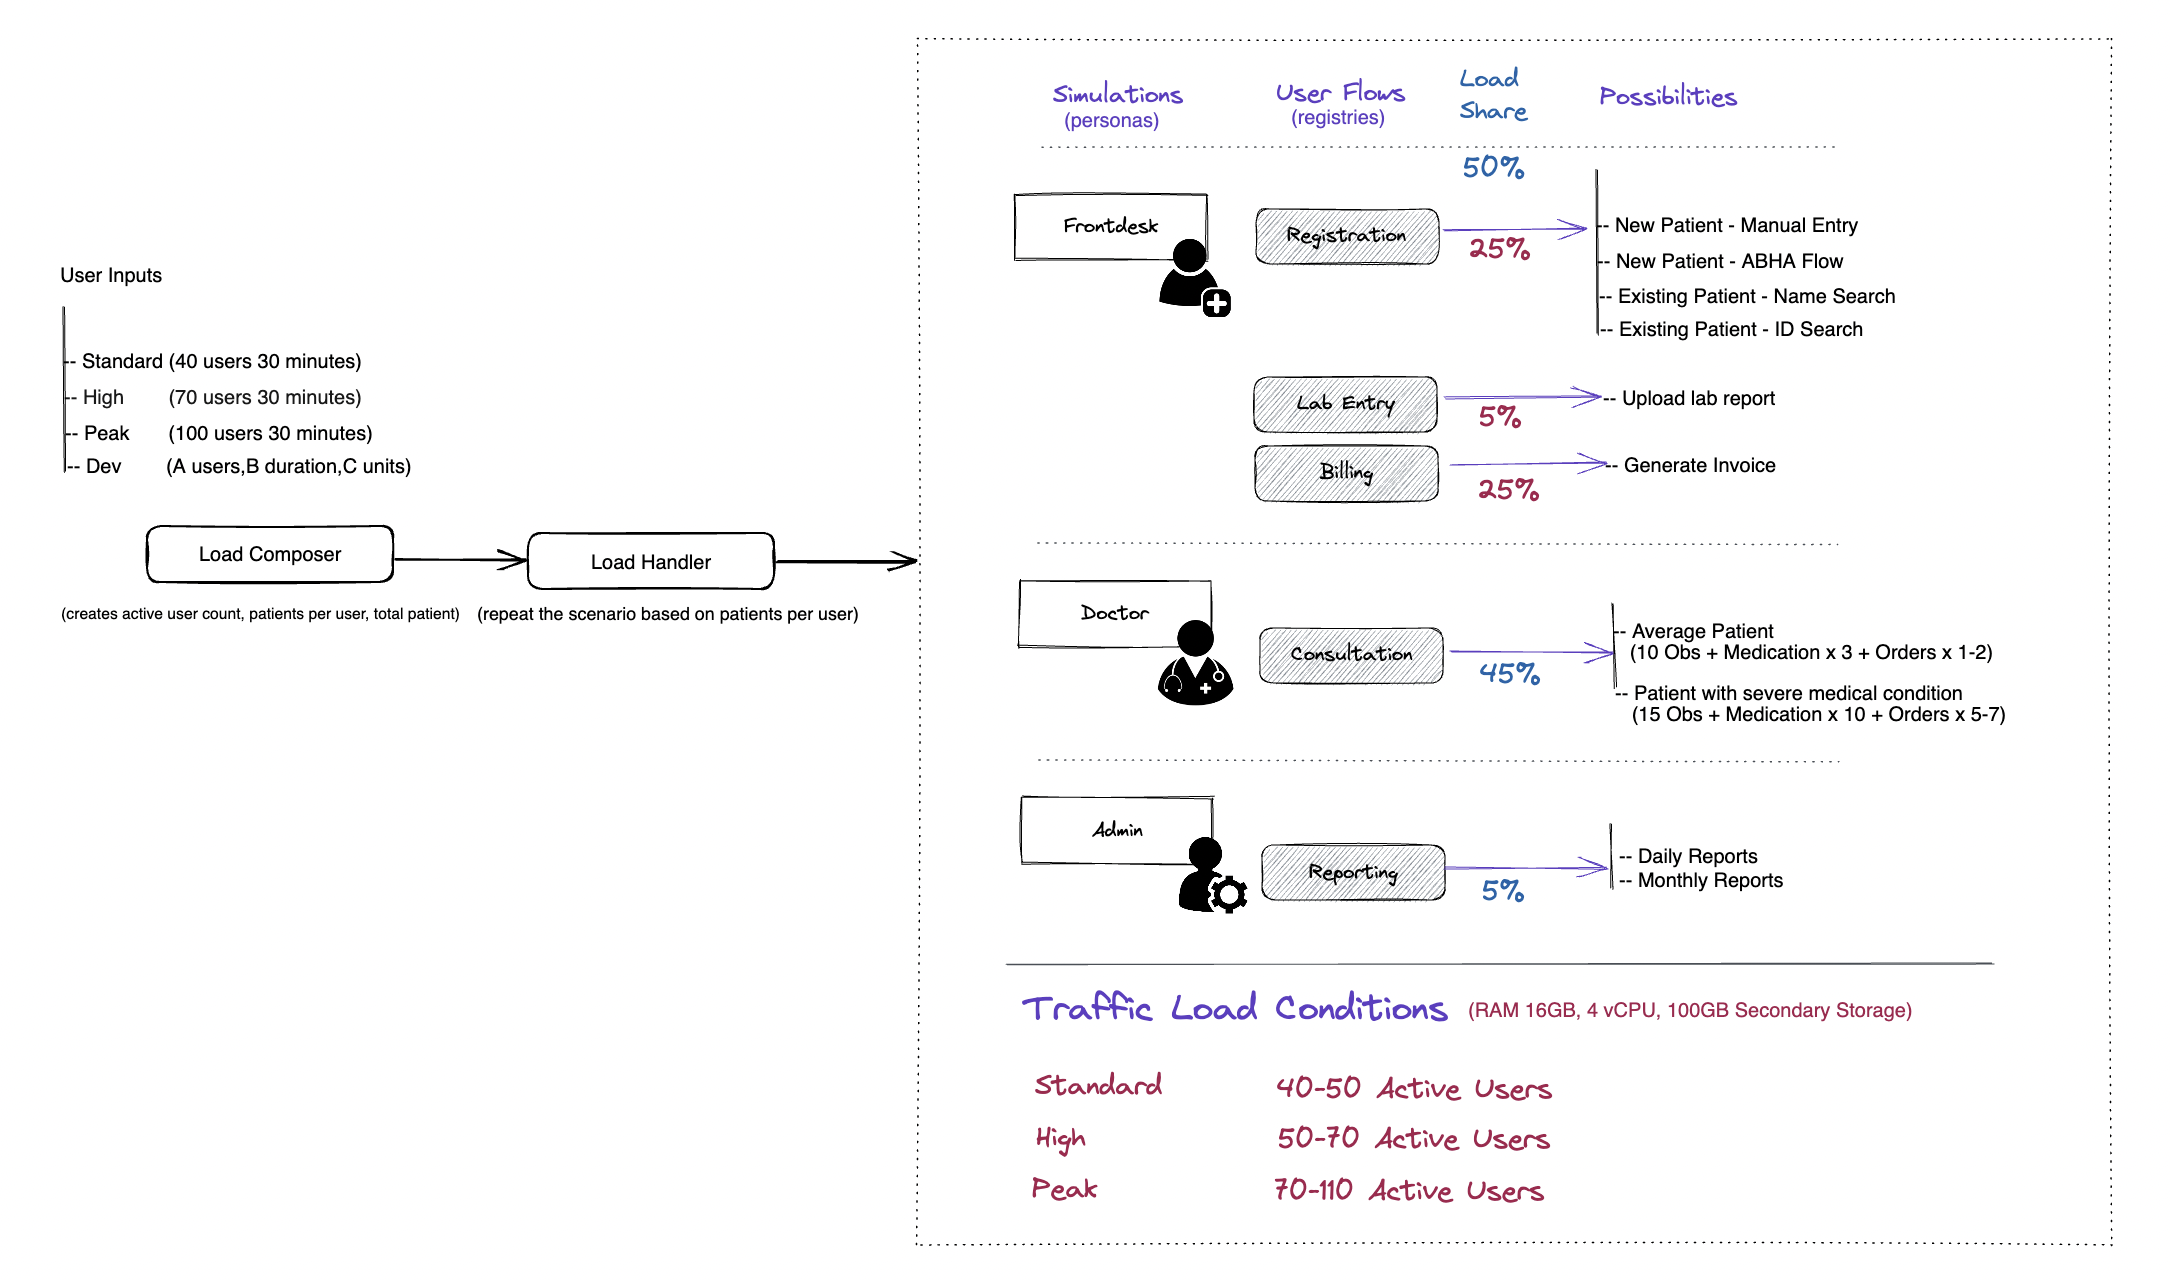 User Inputs
-- Standard (40 users 30 minutes)
-- High (70 users 30 minutes)
-- Peak (100 users 30 minutes)
-- Dev (A users,B duration,C units)
Load Composer
(creates active user count, patients per user, total patient)
Load Handler
(repeat the scenario based on patients per user)
Simulations
(personas)
User Flows
(registries)
Load
Share
Possibilities
50%
Frontdesk
Registration
25%
-- New Patient - Manual Entry
-- New Patient - ABHA Flow
-- Existing Patient - Name Search
-- Existing Patient - ID Search
Lab Entry
5%
-- Upload lab report
Billing
25%
-- Generate Invoice
Doctor
Consultation
45%
-- Average Patient
(10 Obs + Medication x 3 + Orders x 1-2)
-- Patient with severe medical condition
(15 Obs + Medication x 10 + Orders x 5-7)
Admin
Reporting
5%
-- Daily Reports
-- Monthly Reports
Traffic Load Conditions (RAM 16GB, 4 vCPU, 100GB Secondary Storage)
Standard 40-50 Active Users
High 50-70 Active Users
Peak 70-110 Active Users